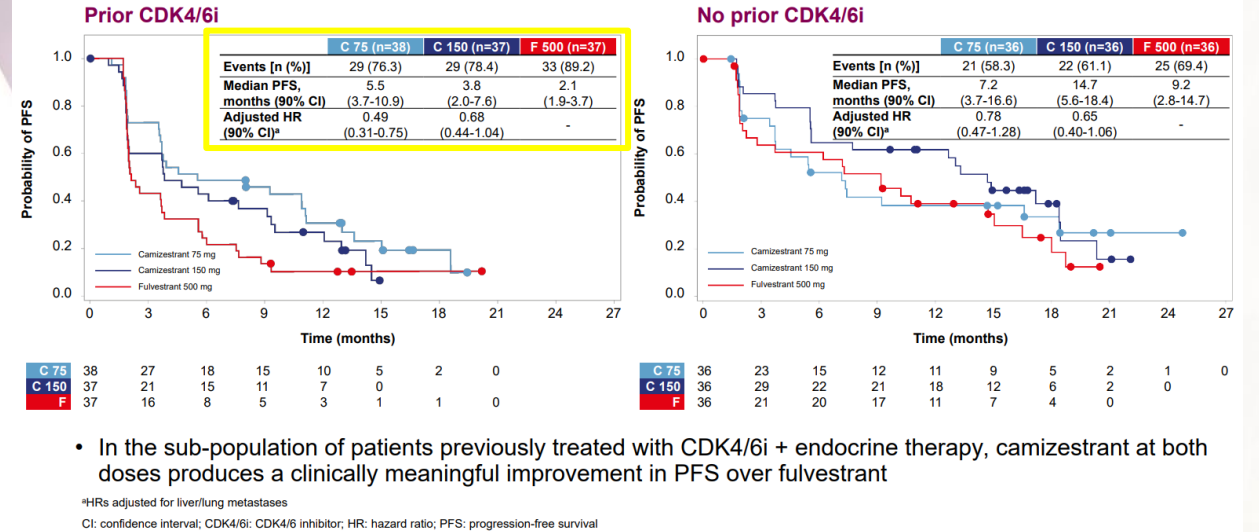 Prior CDK4/6i
C 75 (n=38) C 150 (n=37) F 500 (n=37)
Events [n (%)] 29 (76.3) 29 (78.4) 33 (89.2)
Median PFS, 5.5 3.8 2.1
months (90% CI) (3.7-10.9) (2.0-7.6) (1.9-3.7)
Adjusted HR 0.49 0.68 -
(90% CI)ᵃ (0.31-0.75) (0.44-1.04)
Probability of PFS
1.0
0.8
0.6
0.4
0.2
0.0
Camizestrant 75 mg
Camizestrant 150 mg
Fulvestrant 500 mg
0 3 6 9 12 15 18 21 24 27
Time (months)
C 75 38 27 18 15 10 5 2 0
C 150 37 21 15 11 7 0
F 37 16 8 5 3 1 1 0
No prior CDK4/6i
C 75 (n=36) C 150 (n=36) F 500 (n=36)
Events [n (%)] 21 (58.3) 22 (61.1) 25 (69.4)
Median PFS, 7.2 14.7 9.2
months (90% CI) (3.7-16.6) (5.6-18.4) (2.8-14.7)
Adjusted HR 0.78 0.65 -
(90% CI)ᵃ (0.47-1.28) (0.40-1.06)
Probability of PFS
1.0
0.8
0.6
0.4
0.2
0.0
Camizestrant 75 mg
Camizestrant 150 mg
Fulvestrant 500 mg
0 3 6 9 12 15 18 21 24 27
Time (months)
C 75 36 23 15 12 11 9 5 2 1 0
C 150 36 29 22 21 18 12 6 2 0
F 36 21 20 17 11 7 4 0
• In the sub-population of patients previously treated with CDK4/6i + endocrine therapy, camizestrant at both
doses produces a clinically meaningful improvement in PFS over fulvestrant
ᵃHRs adjusted for liver/lung metastases
CI: confidence interval; CDK4/6i: CDK4/6 inhibitor; HR: hazard ratio; PFS: progression-free survival